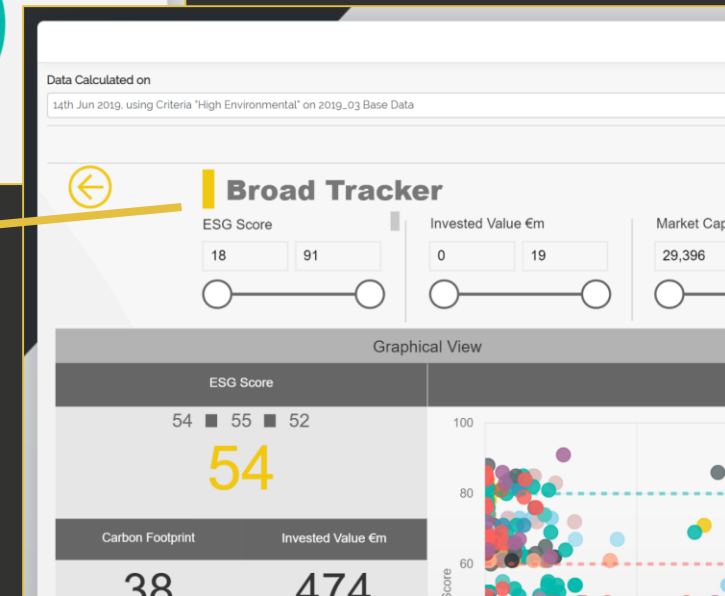 Data Calculated on
14th Jun 2019, using Criteria "High Environmental" on 2019_03 Base Data
Broad Tracker
ESG Score
Invested Value €m
Market Cap
18
91
0
19
29,396
Graphical View
ESG Score
54 ■ 55 ■ 52
54
Carbon Footprint
Invested Value €m
38
474
100
80
60
Score